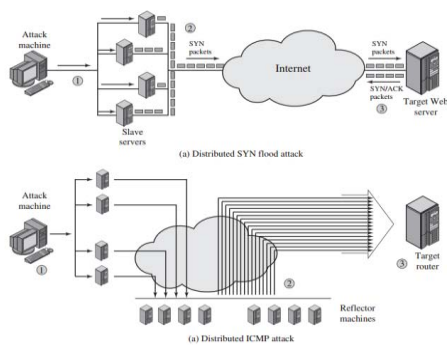 Attack
machine
①
Slave
servers
②
SYN
packets
Internet
SYN
packets
SYN/ACK
packets
③
Target Web
server
(a) Distributed SYN flood attack
Attack
machine
①
②
Reflector
machines
③
Target
router
(a) Distributed ICMP attack